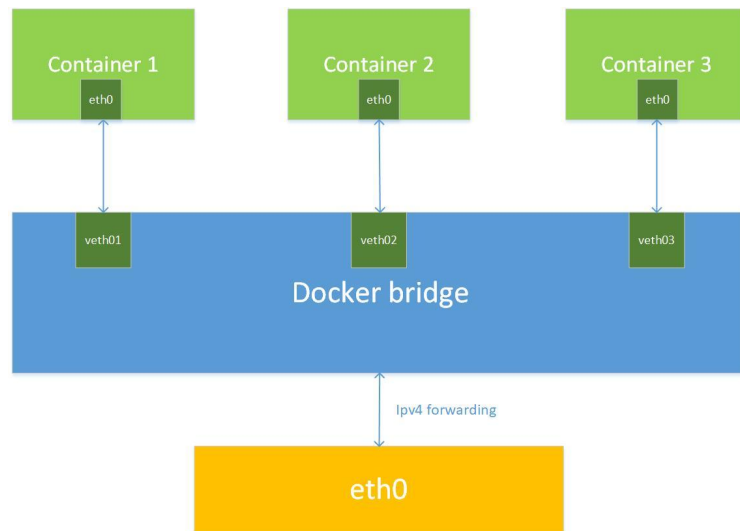 Container 1
Container 2
Container 3
eth0
eth0
eth0
veth01
veth02
veth03
Docker bridge
Ipv4 forwarding
eth0